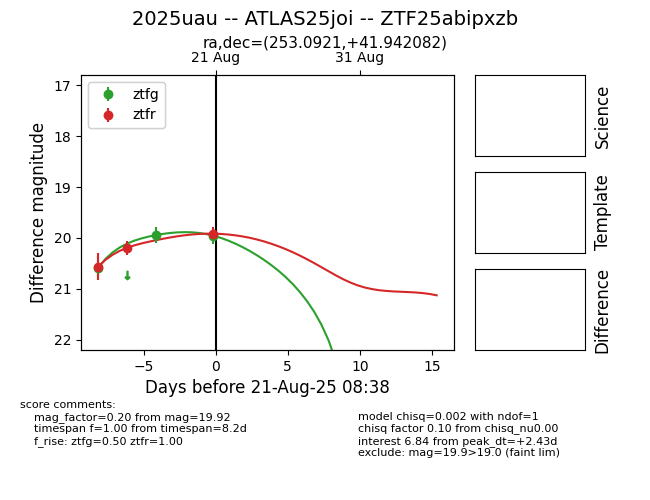 2025uau -- ATLAS25joi -- ZTF25abipxzb
ra,dec=(253.0921,+41.942082)
21 Aug
31 Aug
ztfg
ztfr
17
18
19
20
21
22
Difference magnitude
−5
0
5
10
15
Days before 21-Aug-25 08:38
Science
Template
Difference
score comments:
mag_factor=0.20 from mag=19.92
timespan f=1.00 from timespan=8.2d
f_rise: ztfg=0.50 ztfr=1.00
model chisq=0.002 with ndof=1
chisq factor 0.10 from chisq_nu0.00
interest 6.84 from peak_dt=+2.43d
exclude: mag=19.9>19.0 (faint lim)